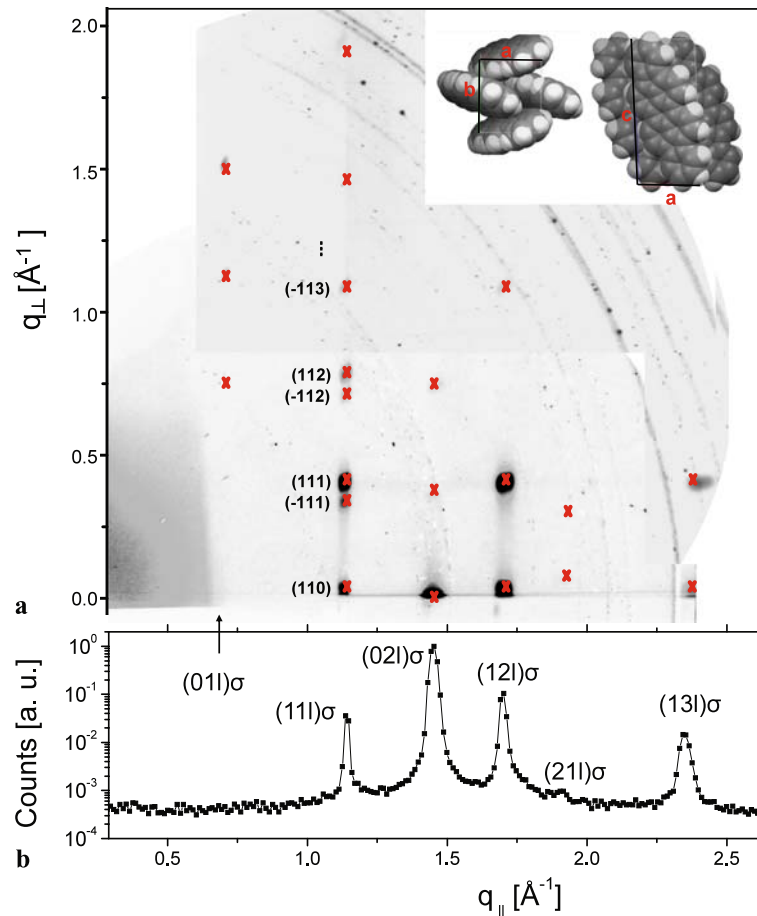 2.0
1.5
1.0
0.5
0.0
q⊥ [Å⁻¹]
a
b
c
a
(-113)
(112)
(-112)
(111)
(-111)
(110)
a
(01l)σ
(11l)σ
(02l)σ
(12l)σ
(21l)σ
(13l)σ
10⁰
10⁻¹
10⁻²
10⁻³
10⁻⁴
Counts [a. u.]
b
0.5 1.0 1.5 2.0 2.5
q|| [Å⁻¹]